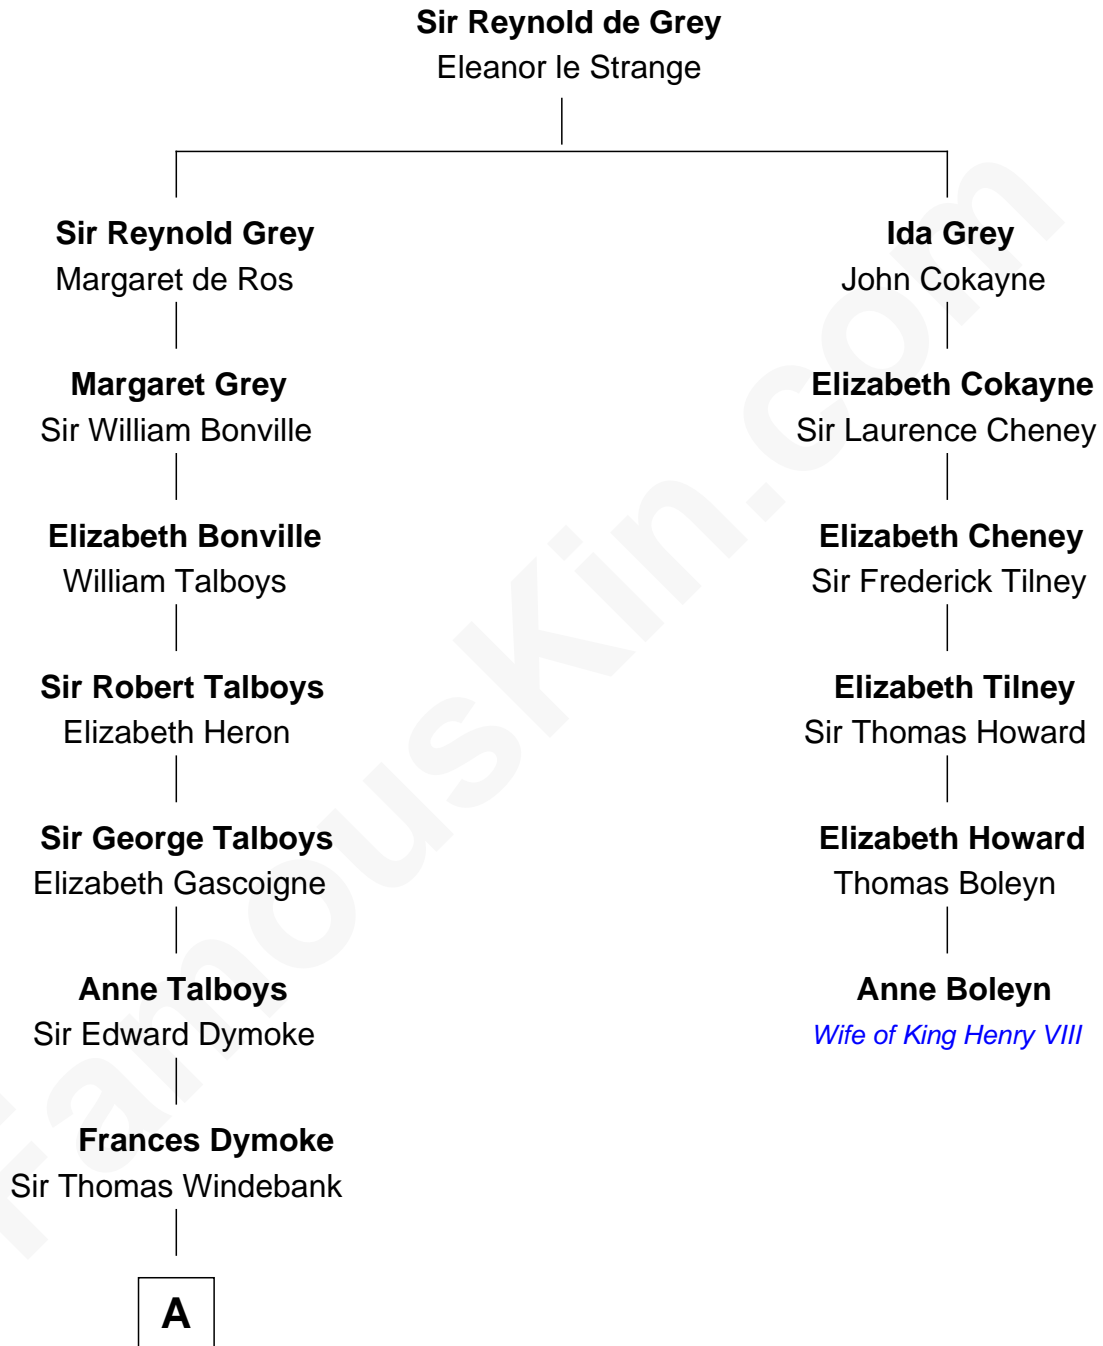 Sir Reynold de Grey
Eleanor le Strange
Sir Reynold Grey
Margaret de Ros
Ida Grey
John Cokayne
Margaret Grey
Sir William Bonville
Elizabeth Cokayne
Sir Laurence Cheney
Elizabeth Bonville
William Talboys
Elizabeth Cheney
Sir Frederick Tilney
Sir Robert Talboys
Elizabeth Heron
Elizabeth Tilney
Sir Thomas Howard
Sir George Talboys
Elizabeth Gascoigne
Elizabeth Howard
Thomas Boleyn
Anne Talboys
Sir Edward Dymoke
Anne Boleyn
Wife of King Henry VIII
Frances Dymoke
Sir Thomas Windebank
A
FamousKin.com